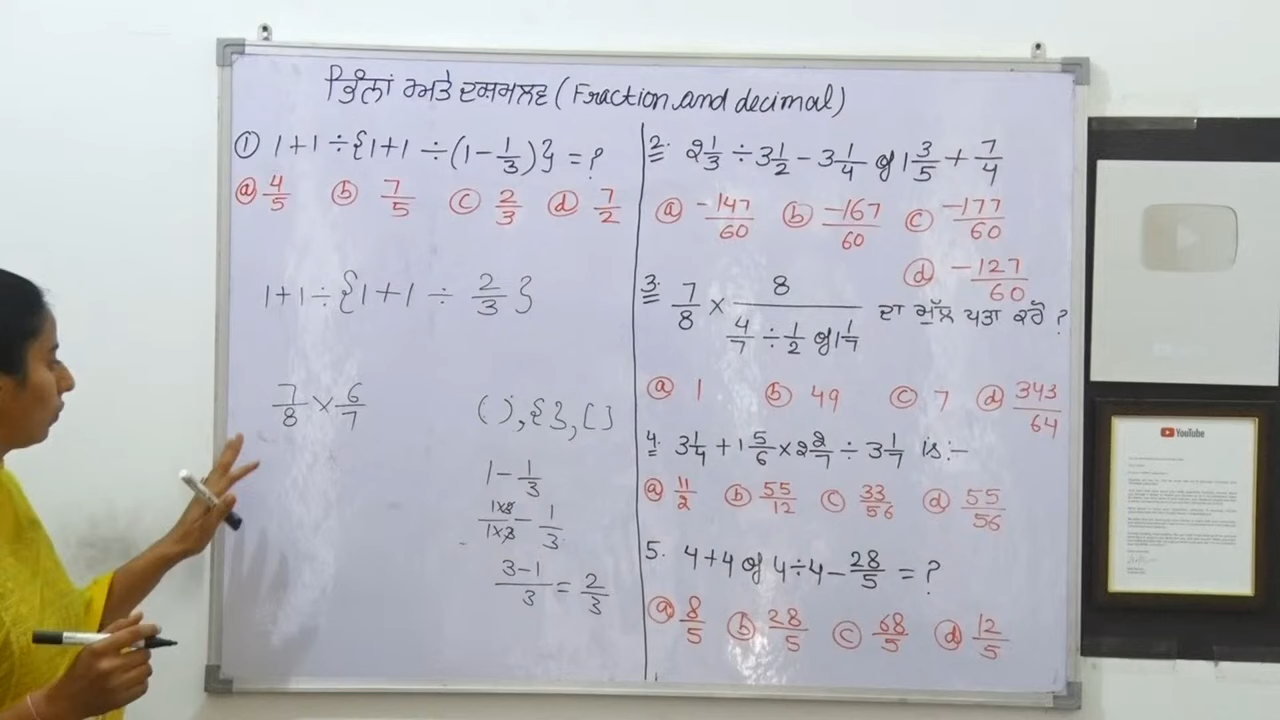 ਭਿੰਨਾਂ ਅਤੇ ਦਸ਼ਮਲਵ (Fraction and decimal)
① 1+1÷{1+1÷(1-1/3)} = ?
ⓐ 4/5 ⓑ 7/5 ⓒ 2/3 ⓓ 7/2
1+1÷{1+1÷ 2/3}
7/8 × 6/7
( ), { }, [ ]
1 - 1/3
1×3/1×3 - 1/3
3-1/3 = 2/3
2. 2 1/3 ÷ 3 1/2 - 3 1/4 of 1 3/5 + 7/4
ⓐ -147/60 ⓑ -167/60 ⓒ -177/60
ⓓ -127/60
3. 7/8 × 8/(4/7 ÷ 1/2 of 1 1/7) ਦਾ ਮੁੱਲ ਪਤਾ ਕਰੋ ?
ⓐ 1 ⓑ 49 ⓒ 7 ⓓ 343/64
4. 3 1/4 + 1 5/6 × 2 2/7 ÷ 3 1/7 is:-
ⓐ 11/2 ⓑ 55/12 ⓒ 33/56 ⓓ 55/56
5. 4+4 of 4÷4 - 28/5 = ?
ⓐ 8/5 ⓑ 28/5 ⓒ 68/5 ⓓ 12/5
YouTube